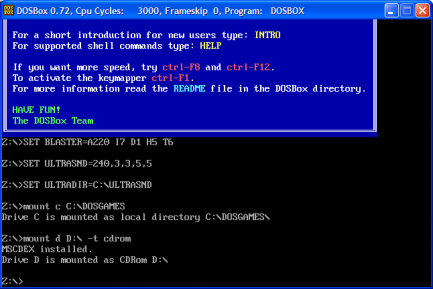 DOSBox 0.72, Cpu Cycles:    3000, Frameskip  0, Program:   DOSBOX
For a short introduction for new users type: INTRO
For supported shell commands type: HELP
If you want more speed, try ctrl-F8 and ctrl-F12.
To activate the keymapper ctrl-F1.
For more information read the README file in the DOSBox directory.
HAVE FUN!
The DOSBox Team
Z:\>SET BLASTER=A220 I7 D1 H5 T6
Z:\>SET ULTRASND=240,3,3,5,5
Z:\>SET ULTRADIR=C:\ULTRASND
Z:\>mount c C:\DOSGAMES
Drive C is mounted as local directory C:\DOSGAMES\
Z:\>mount d D:\ -t cdrom
MSCDEX installed.
Drive D is mounted as CDRom D:\
Z:\>